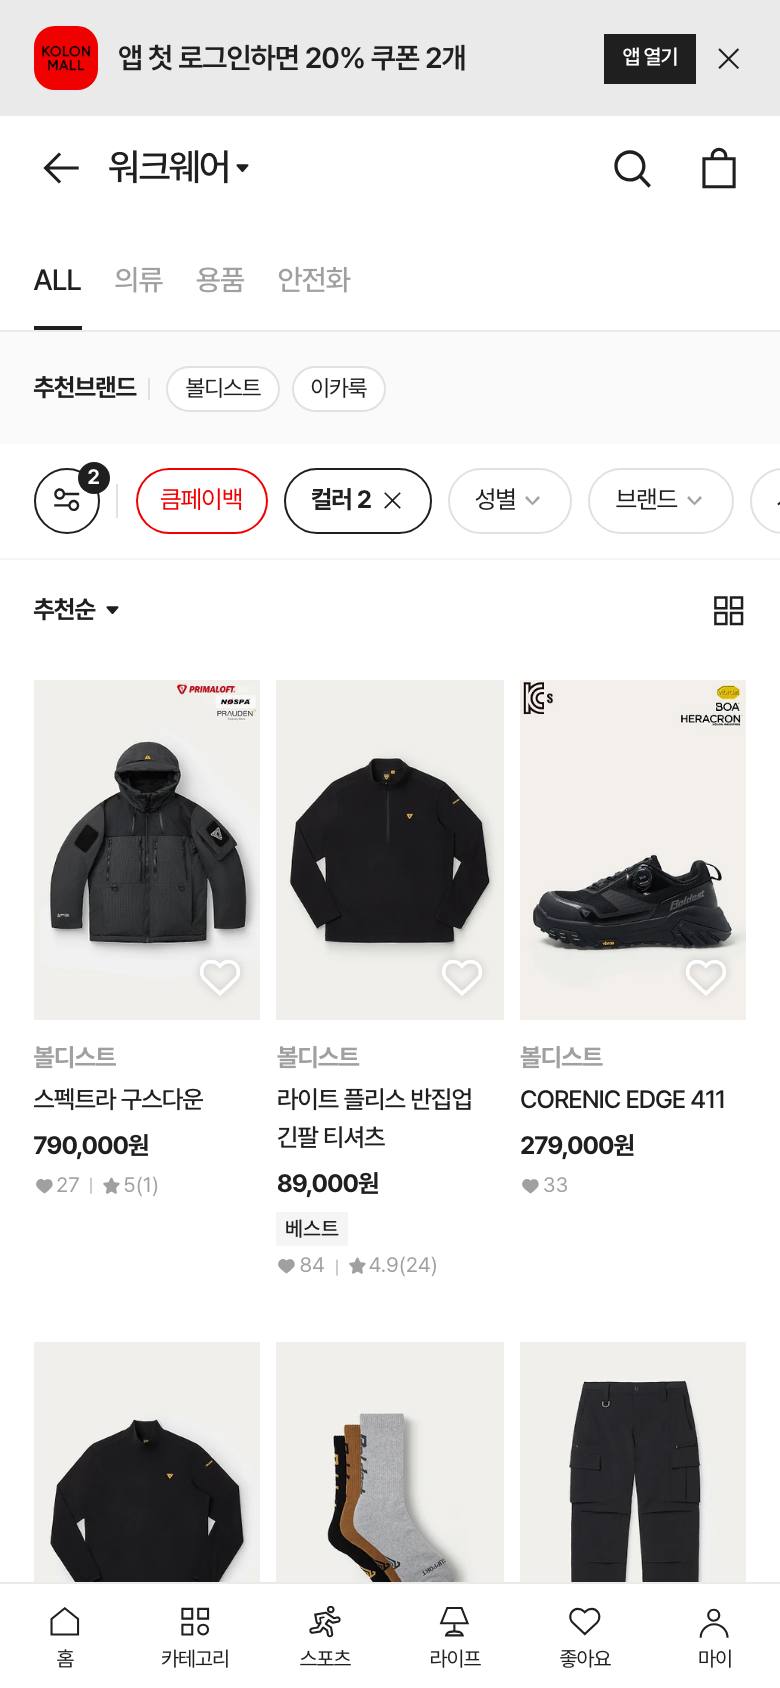 KOLON
MALL
앱 첫 로그인하면 20% 쿠폰 2개
앱 열기
워크웨어
ALL 의류 용품 안전화
추천브랜드 볼디스트 이카룩
2
큼페이백 컬러 2 성별 브랜드
추천순
PRIMALOFT
NØSPA
PRAUDEN
BOA
HERACRON
KCs
Boldest
볼디스트
스펙트라 구스다운
790,000원
27 | 5(1)
볼디스트
라이트 플리스 반집업
긴팔 티셔츠
89,000원
베스트
84 | 4.9(24)
볼디스트
CORENIC EDGE 411
279,000원
33
홈 카테고리 스포츠 라이프 좋아요 마이